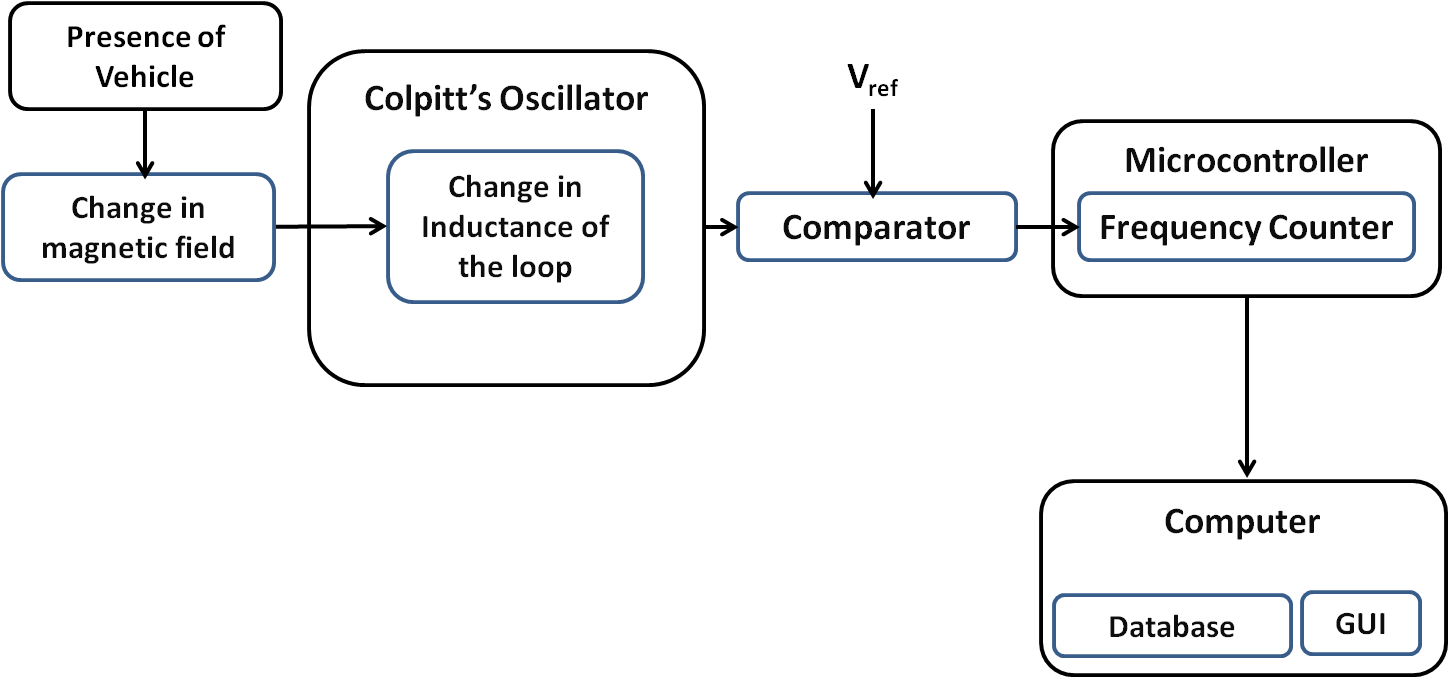 Presence of
Vehicle
Change in
magnetic field
Colpitt’s Oscillator
Change in
Inductance of
the loop
Vref
Comparator
Microcontroller
Frequency Counter
Computer
Database
GUI